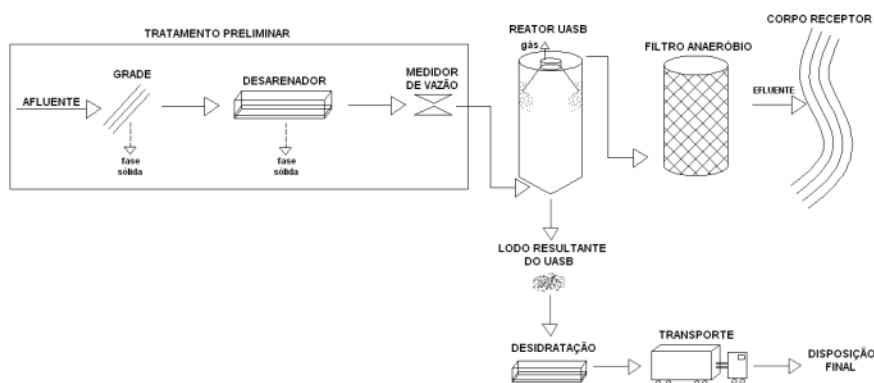 TRATAMENTO PRELIMINAR
AFLUENTE
GRADE
fase
sólida
DESARENADOR
fase
sólida
MEDIDOR
DE VAZÃO
REATOR UASB
gás
FILTRO ANAERÓBIO
EFLUENTE
CORPO RECEPTOR
LODO RESULTANTE
DO UASB
DESIDRATAÇÃO
TRANSPORTE
DISPOSIÇÃO
FINAL